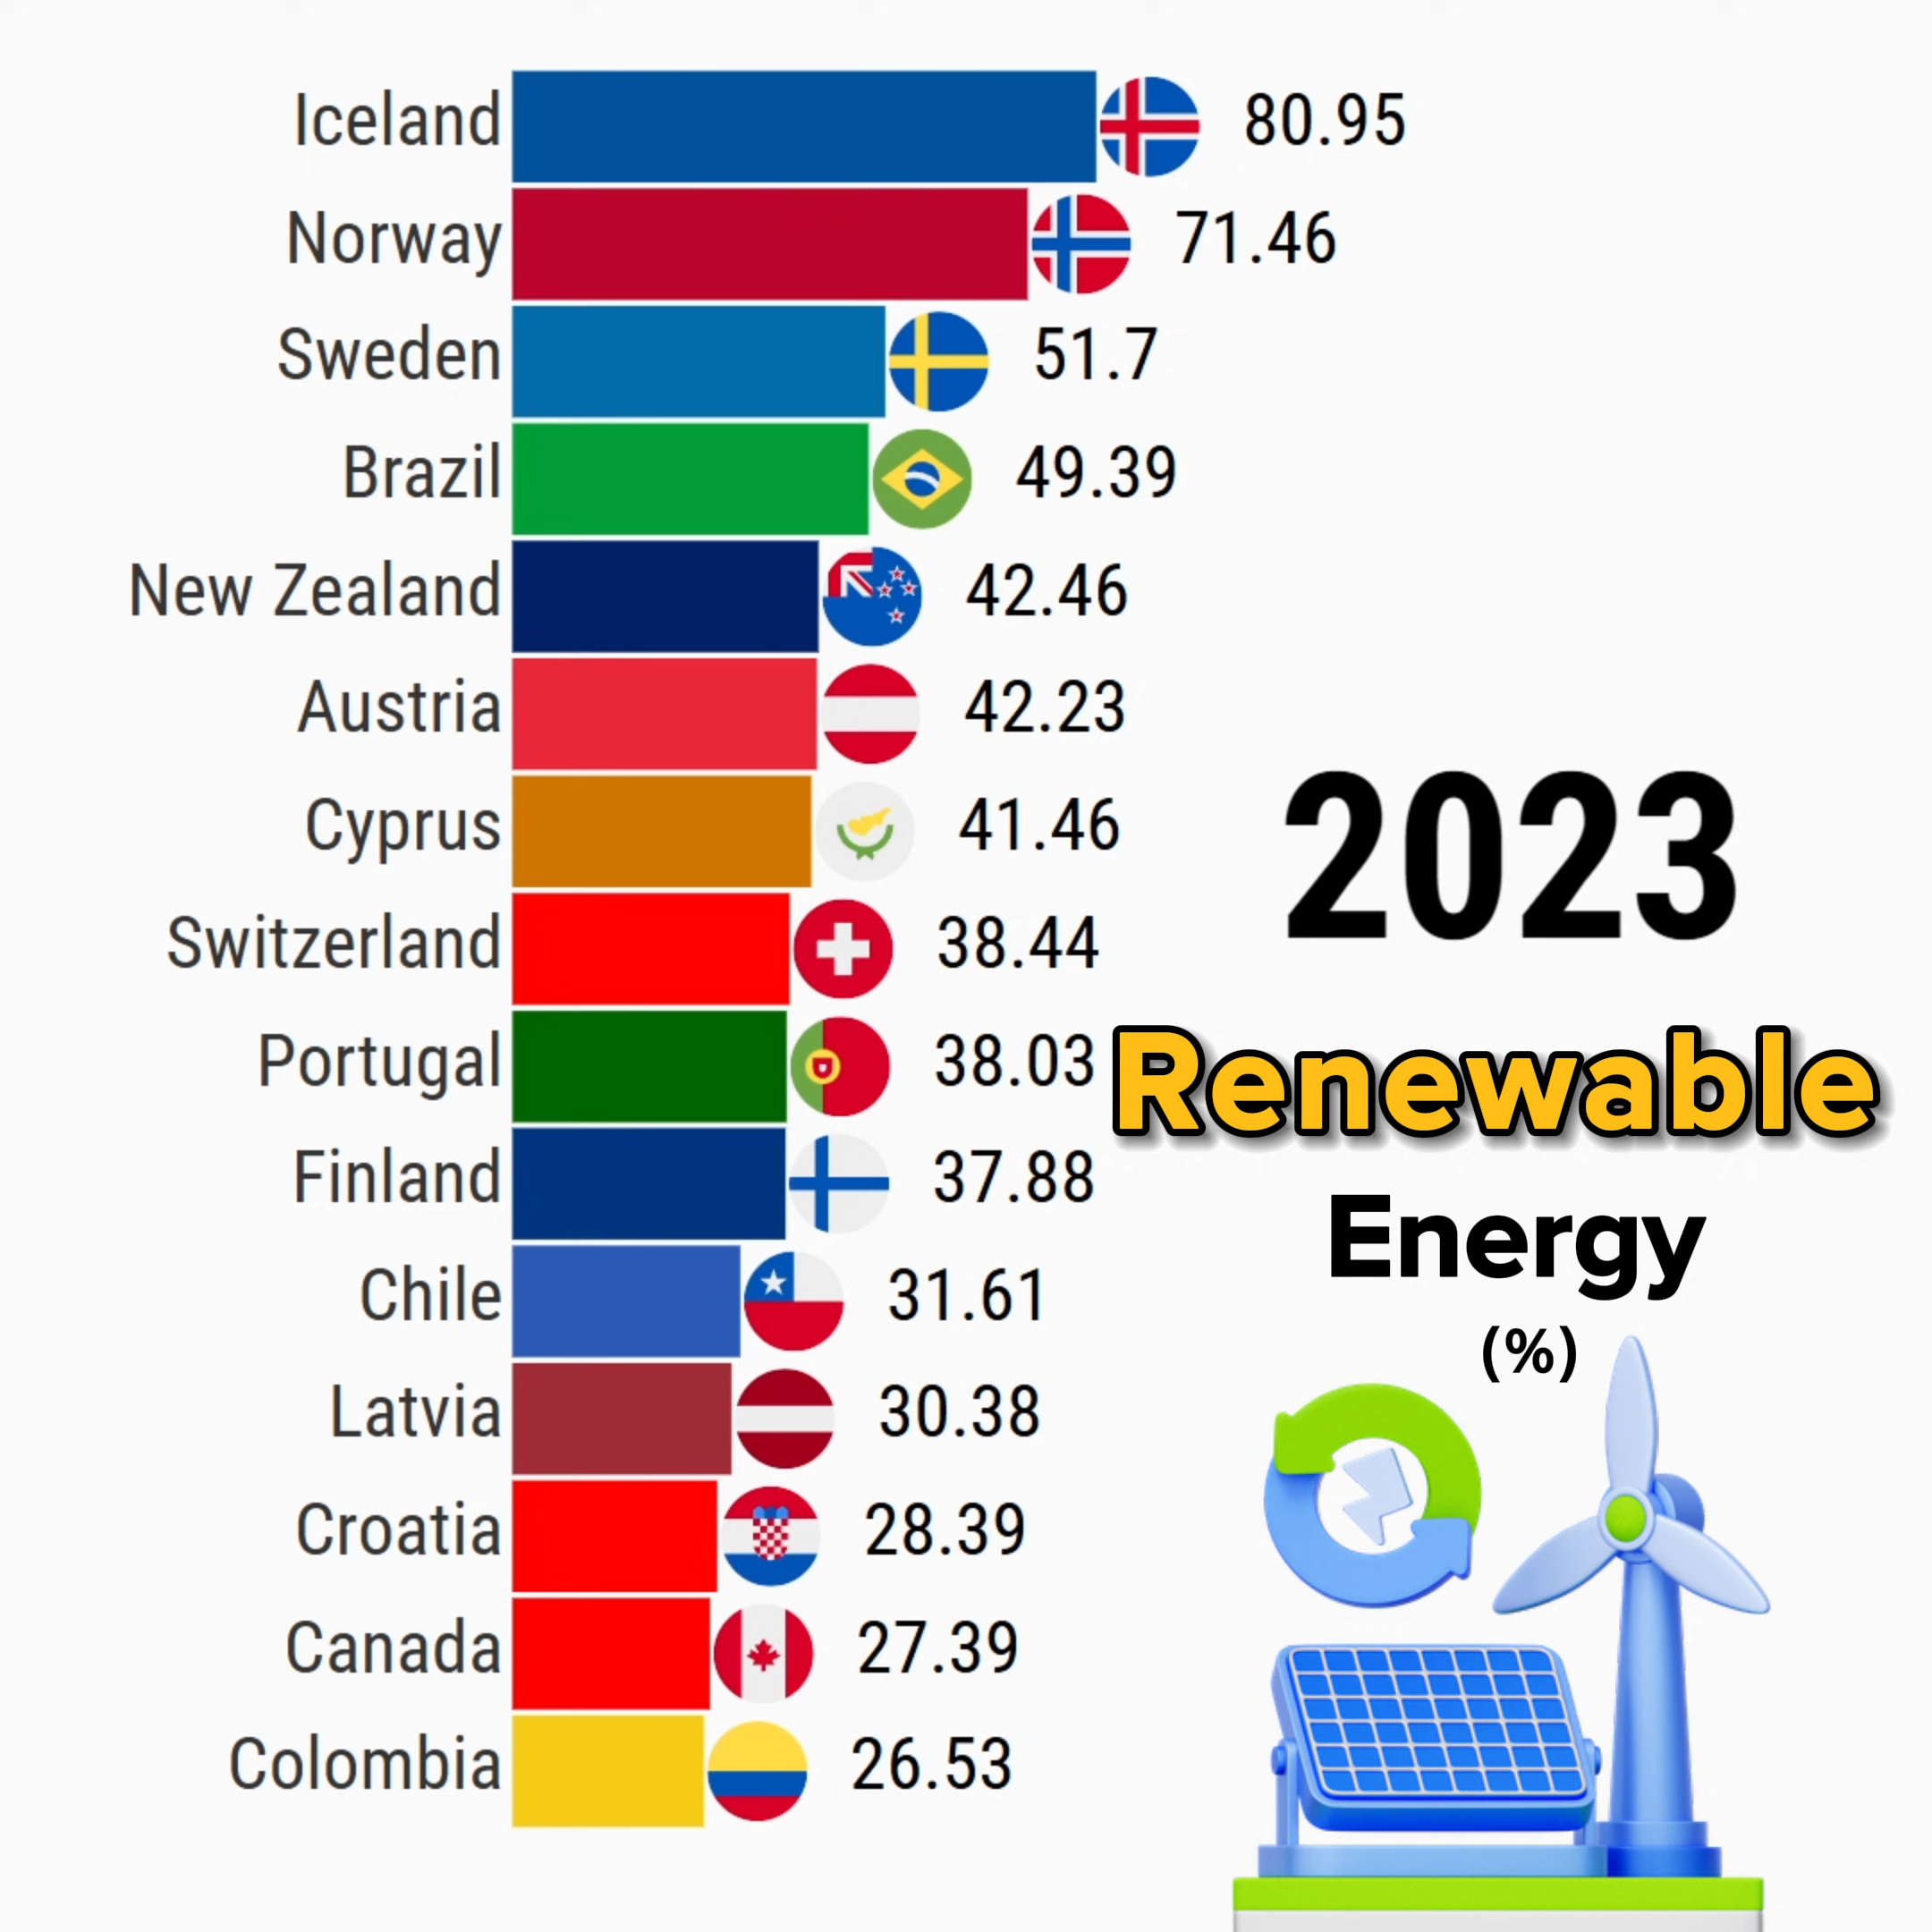 Iceland 80.95
Norway 71.46
Sweden 51.7
Brazil 49.39
New Zealand 42.46
Austria 42.23
Cyprus 41.46
Switzerland 38.44
Portugal 38.03
Finland 37.88
Chile 31.61
Latvia 30.38
Croatia 28.39
Canada 27.39
Colombia 26.53
2023
Renewable
Energy
(%)